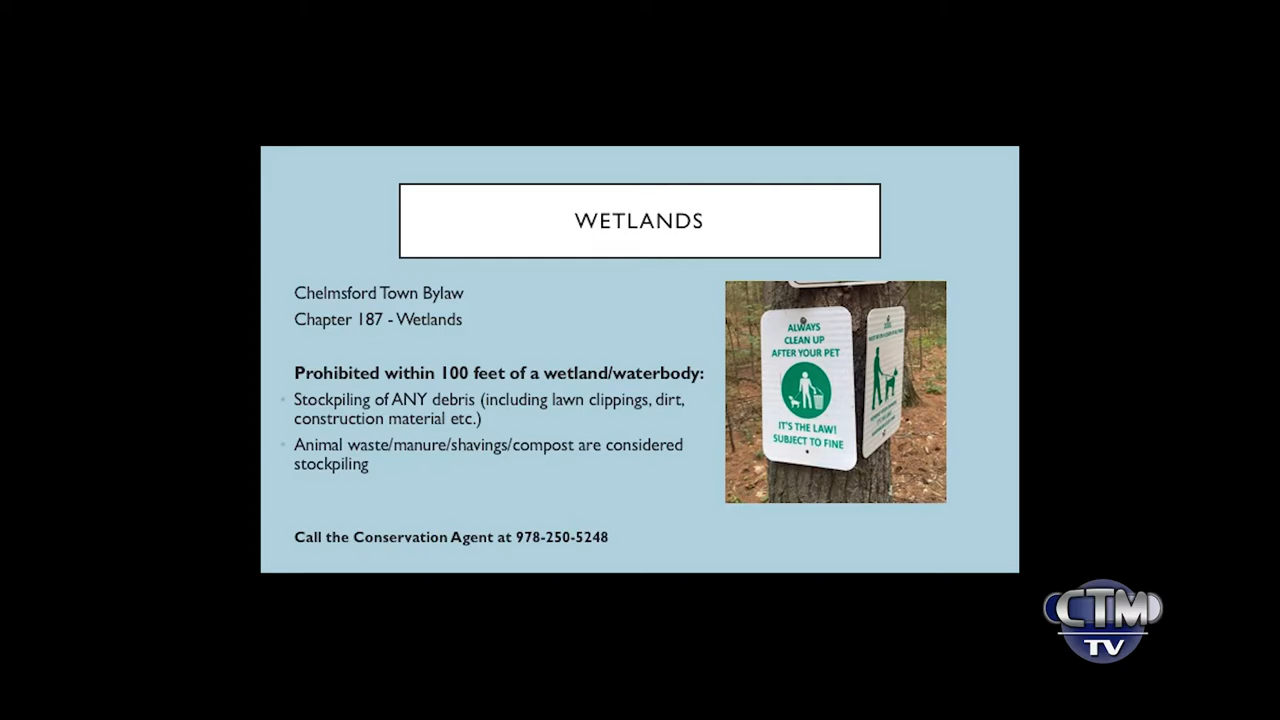 WETLANDS
Chelmsford Town Bylaw
Chapter 187 - Wetlands
Prohibited within 100 feet of a wetland/waterbody:
Stockpiling of ANY debris (including lawn clippings, dirt,
construction material etc.)
Animal waste/manure/shavings/compost are considered
stockpiling
Call the Conservation Agent at 978-250-5248
ALWAYS
CLEAN UP
AFTER YOUR PET
IT'S THE LAW!
SUBJECT TO FINE
CTM
TV